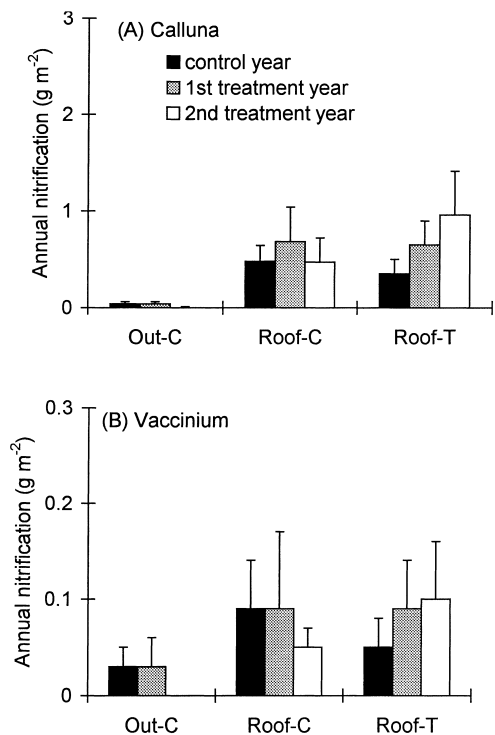 (A) Calluna
control year
1st treatment year
2nd treatment year
Annual nitrification (g m⁻²)
3
2
1
0
Out-C Roof-C Roof-T
(B) Vaccinium
Annual nitrification (g m⁻²)
0.3
0.2
0.1
0
Out-C Roof-C Roof-T